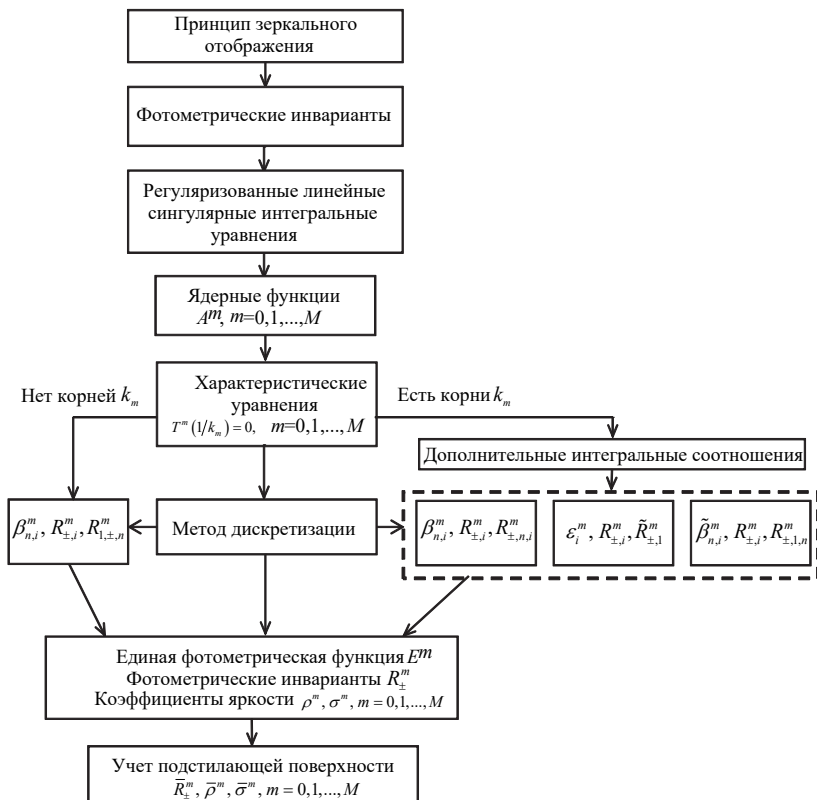 Принцип зеркального
отображения
Фотометрические инварианты
Регуляризованные линейные
сингулярные интегральные
уравнения
Ядерные функции
A^m, m=0,1,...,M
Нет корней k_m
Характеристические
уравнения
T^m(1/k_m)=0, m=0,1,...,M
Есть корни k_m
Дополнительные интегральные соотношения
β^m_{n,i}, R^m_{±,i}, R^m_{1,±,n}
Метод дискретизации
β^m_{n,i}, R^m_{±,i}, R^m_{±,n,i}
ε^m_i, R^m_{±,i}, R̃^m_{±,1}
β̃^m_{n,i}, R^m_{±,i}, R^m_{±,1,n}
Единая фотометрическая функция E^m
Фотометрические инварианты R^m_±
Коэффициенты яркости ρ^m, σ^m, m = 0,1,...,M
Учет подстилающей поверхности
R̄^m_±, ρ̄^m, σ̄^m, m = 0,1,...,M